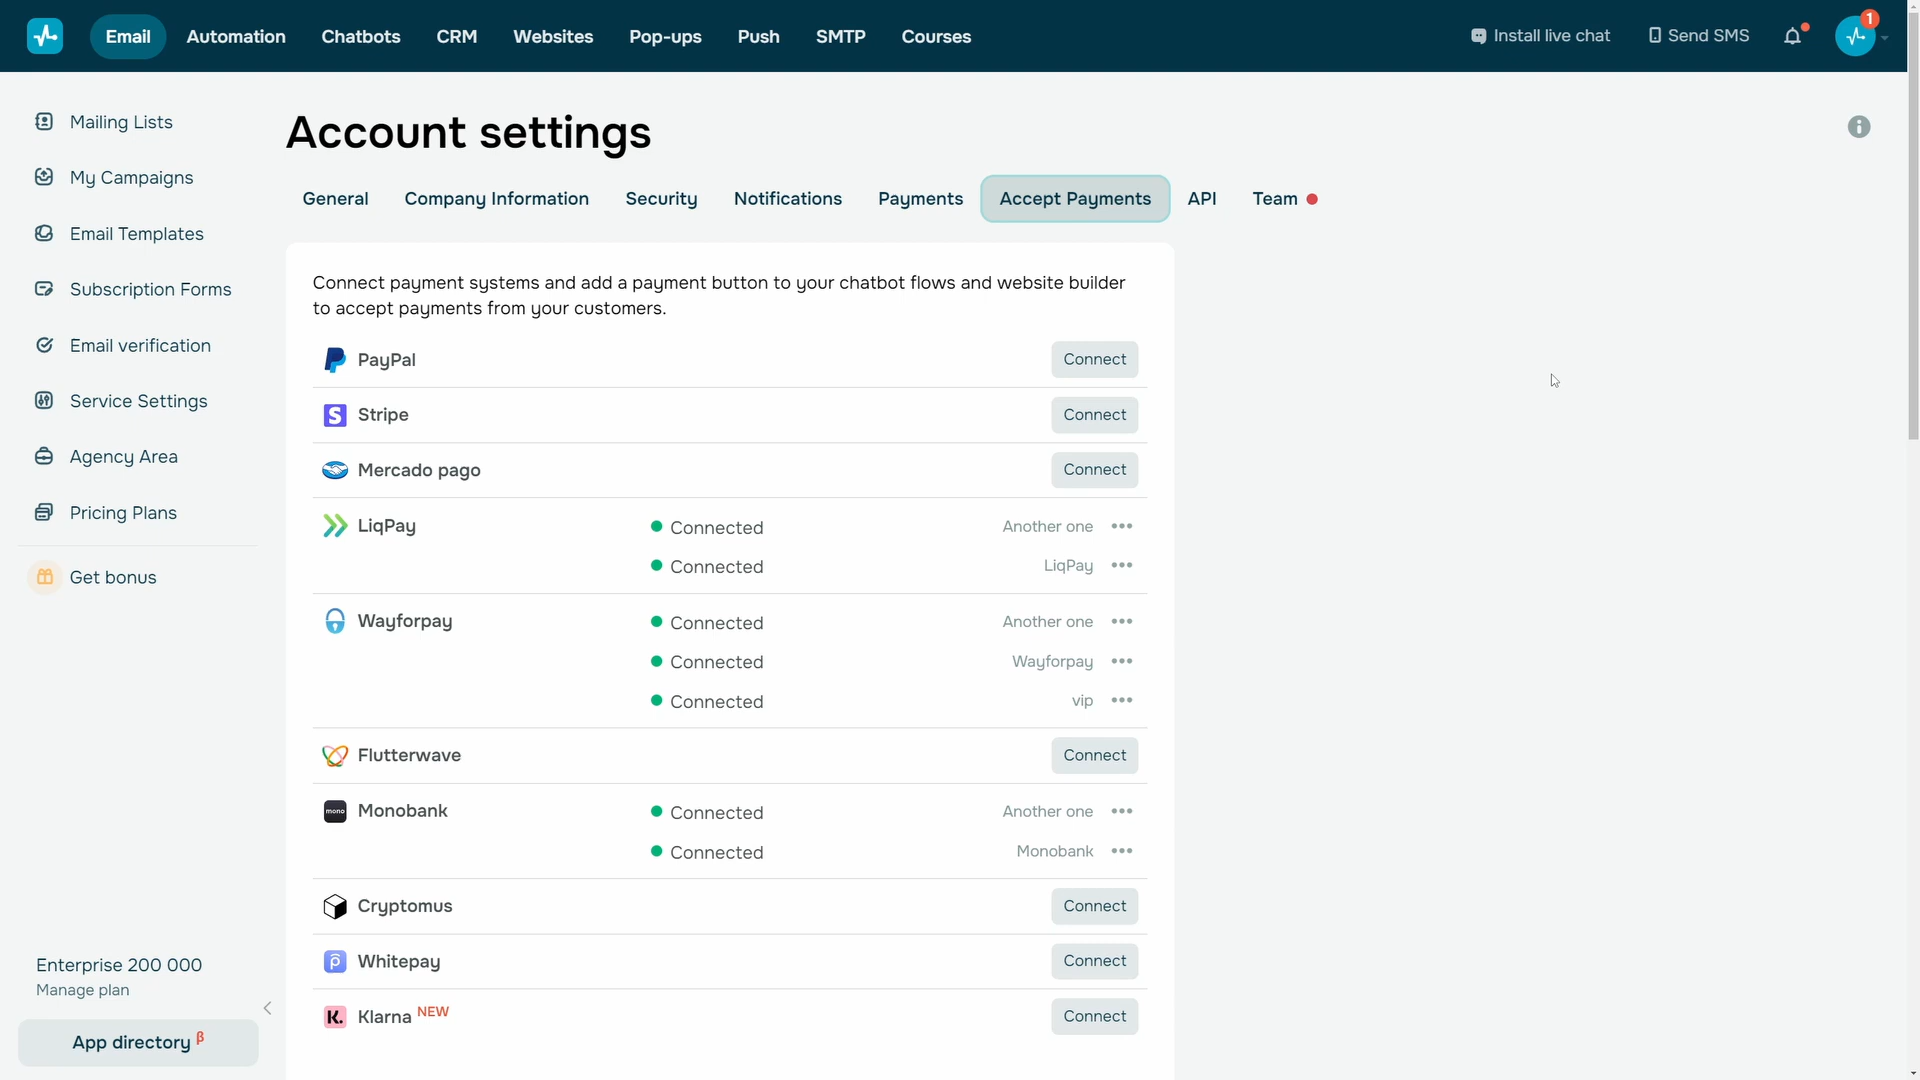 Email Automation Chatbots CRM Websites Pop-ups Push SMTP Courses Install live chat Send SMS 1
Mailing Lists
My Campaigns
Email Templates
Subscription Forms
Email verification
Service Settings
Agency Area
Pricing Plans
Get bonus
Enterprise 200 000
Manage plan
App directory β
Account settings
General Company Information Security Notifications Payments Accept Payments API Team
Connect payment systems and add a payment button to your chatbot flows and website builder
to accept payments from your customers.
PayPal Connect
S Stripe Connect
Mercado pago Connect
LiqPay Connected Another one
Connected LiqPay
Wayforpay Connected Another one
Connected Wayforpay
Connected vip
Flutterwave Connect
mono Monobank Connected Another one
Connected Monobank
Cryptomus Connect
Whitepay Connect
K. Klarna NEW Connect